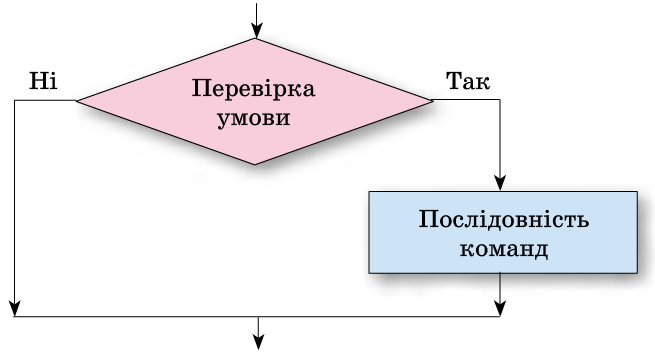 Ні
Перевірка
умови
Так
Послідовність
команд